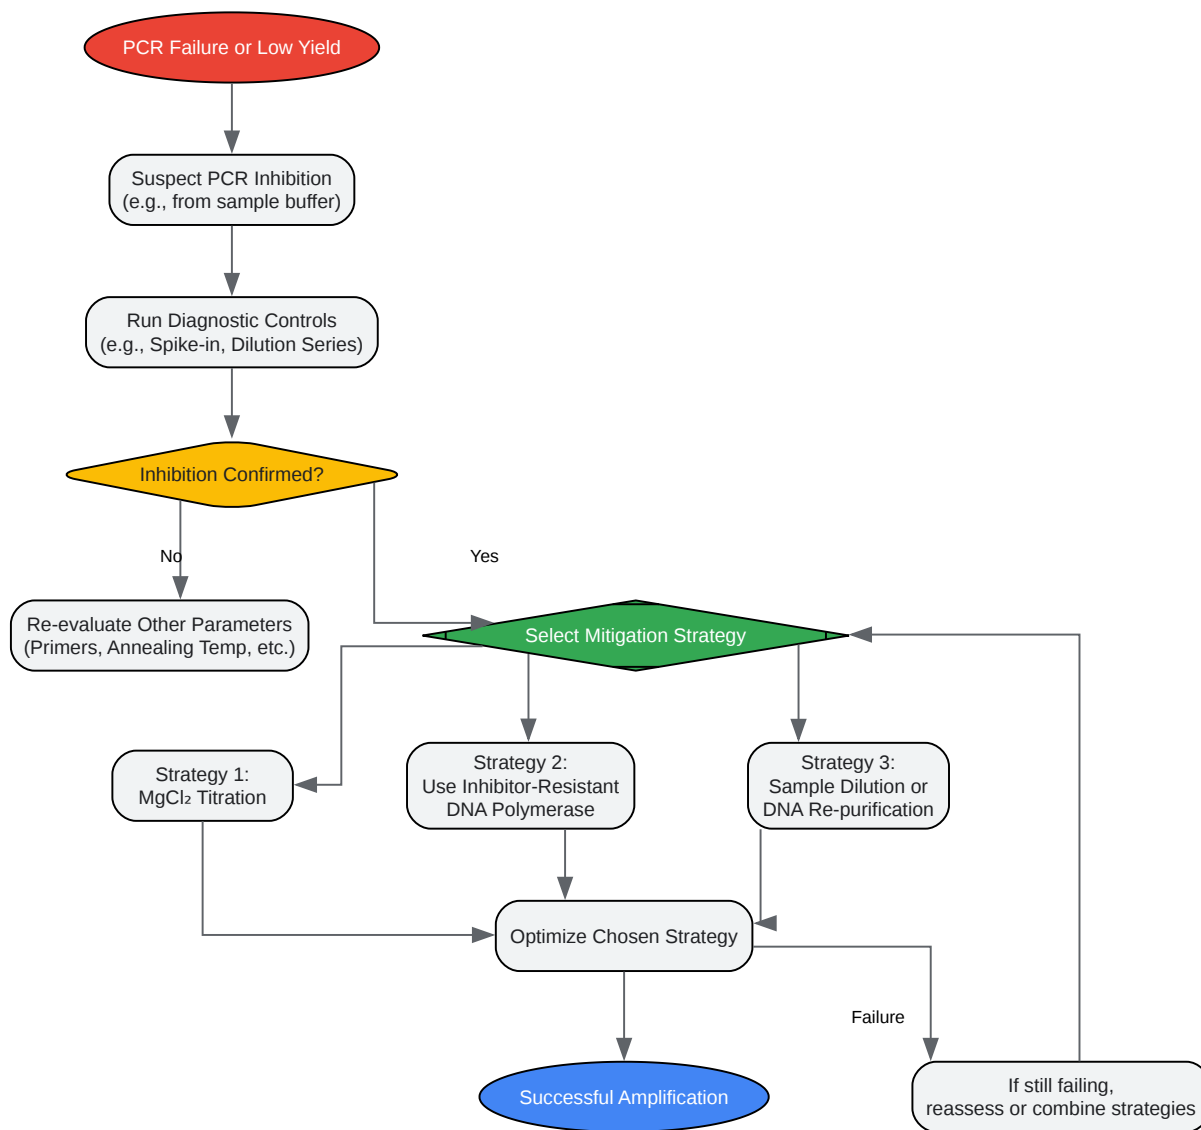 PCR Failure or Low Yield
Suspect PCR Inhibition
(e.g., from sample buffer)
Run Diagnostic Controls
(e.g., Spike-in, Dilution Series)
Inhibition Confirmed?
No
Yes
Re-evaluate Other Parameters
(Primers, Annealing Temp, etc.)
Select Mitigation Strategy
Strategy 1:
MgCl₂ Titration
Strategy 2:
Use Inhibitor-Resistant
DNA Polymerase
Strategy 3:
Sample Dilution or
DNA Re-purification
Optimize Chosen Strategy
Failure
Successful Amplification
If still failing,
reassess or combine strategies